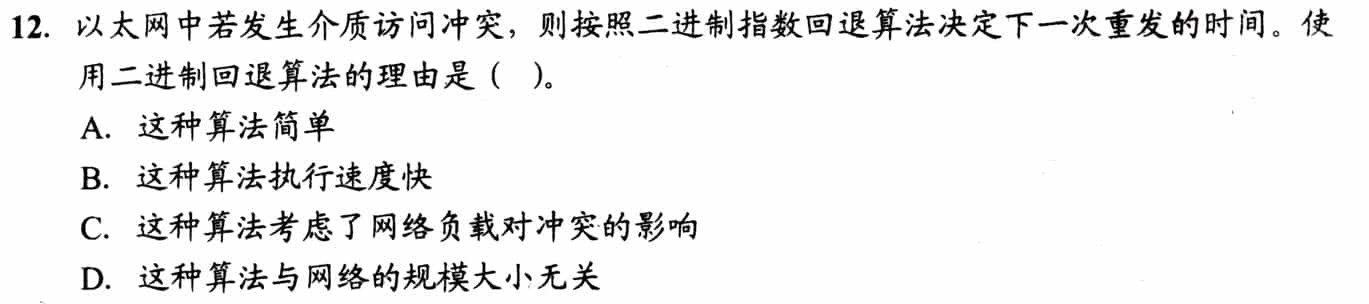 12. 以太网中若发生介质访问冲突，则按照二进制指数回退算法决定下一次重发的时间。使
用二进制回退算法的理由是（ ）。
A. 这种算法简单
B. 这种算法执行速度快
C. 这种算法考虑了网络负载对冲突的影响
D. 这种算法与网络的规模大小无关